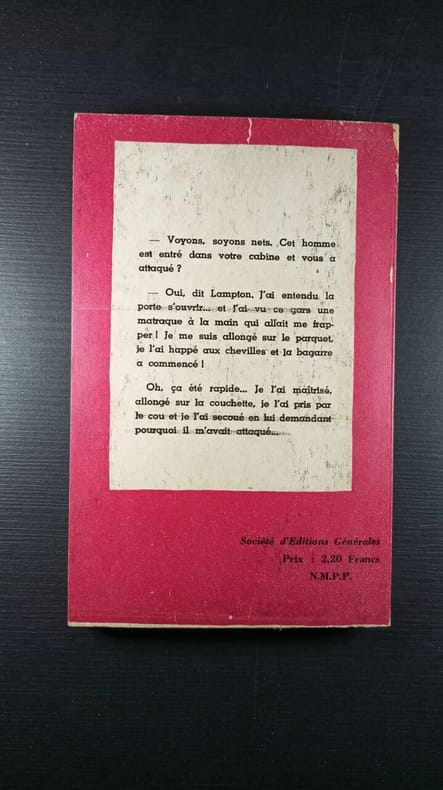 — Voyons, soyons nets. Cet homme
est entré dans votre cabine et vous a
attaqué ?
— Oui, dit Lampton. J'ai entendu la
porte s'ouvrir... et j'ai vu ce gars une
matraque à la main qui allait me frap-
per ! Je me suis allongé sur le parquet,
je l'ai happé aux chevilles et la bagarre
a commencé !
Oh, ça été rapide... Je l'ai maîtrisé,
allongé sur la couchette, je l'ai pris par
le cou et je l'ai secoué en lui demandant
pourquoi il m'avait attaqué...
Société d'Editions Générales
Prix : 2,20 Francs
N.M.P.P.